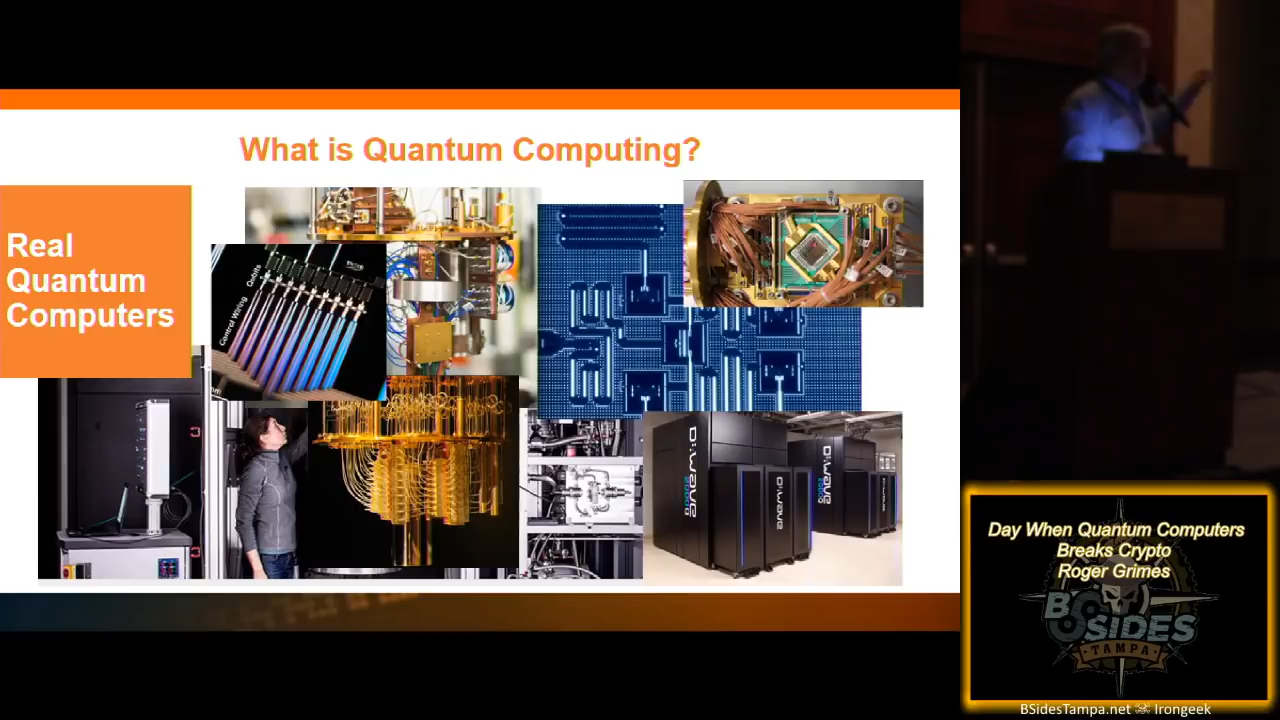 What is Quantum Computing?
Real
Quantum
Computers
Qubits
Control Wiring
D:Wave
2000Q
D:Wave
D:Wave
Day When Quantum Computers
Breaks Crypto
Roger Grimes
BSIDES
TAMPA
BSidesTampa.net Irongeek